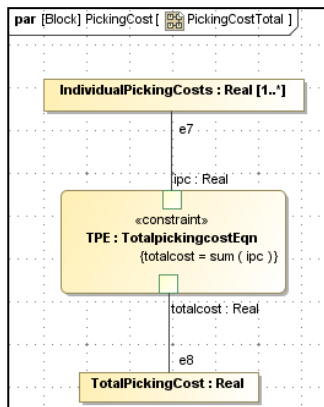 par [Block] PickingCost [ PickingCostTotal ]
IndividualPickingCosts : Real [1..*]
e7
ipc : Real
«constraint»
TPE : TotalpickingcostEqn
{totalcost = sum ( ipc )}
totalcost : Real
e8
TotalPickingCost : Real